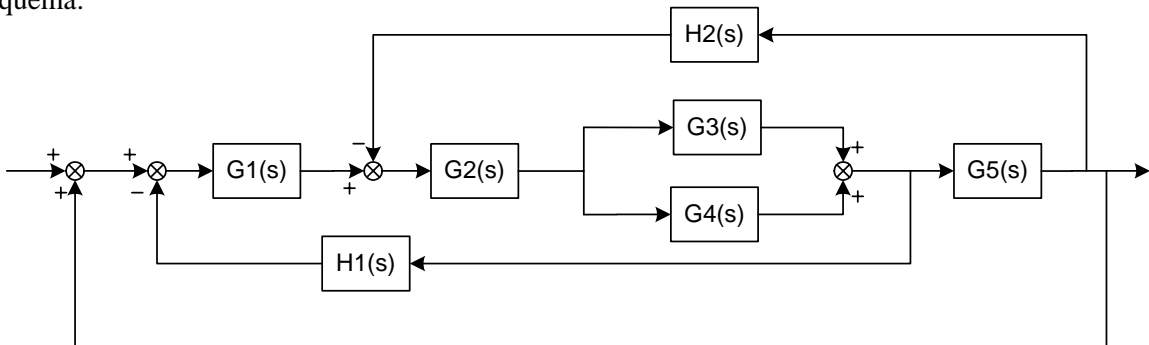 quema:
H2(s)
−
G3(s)
+
+
+
G1(s)
G2(s)
G5(s)
+
−
+
+
G4(s)
H1(s)